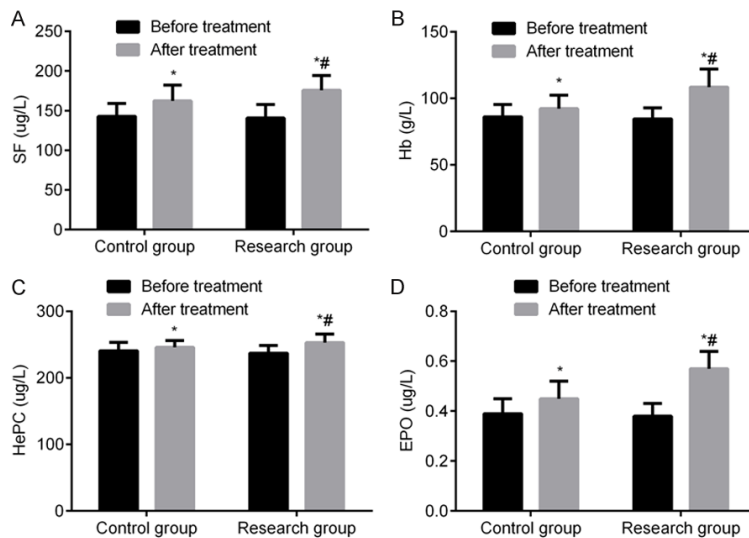 A
Before treatment
After treatment
250
200
150
100
50
0
SF (ug/L)
*
*#
Control group
Research group
B
Before treatment
After treatment
150
100
50
0
Hb (g/L)
*
*#
Control group
Research group
C
Before treatment
After treatment
300
200
100
0
HePC (ug/L)
*
*#
Control group
Research group
D
Before treatment
After treatment
0.8
0.6
0.4
0.2
0.0
EPO (ug/L)
*
*#
Control group
Research group